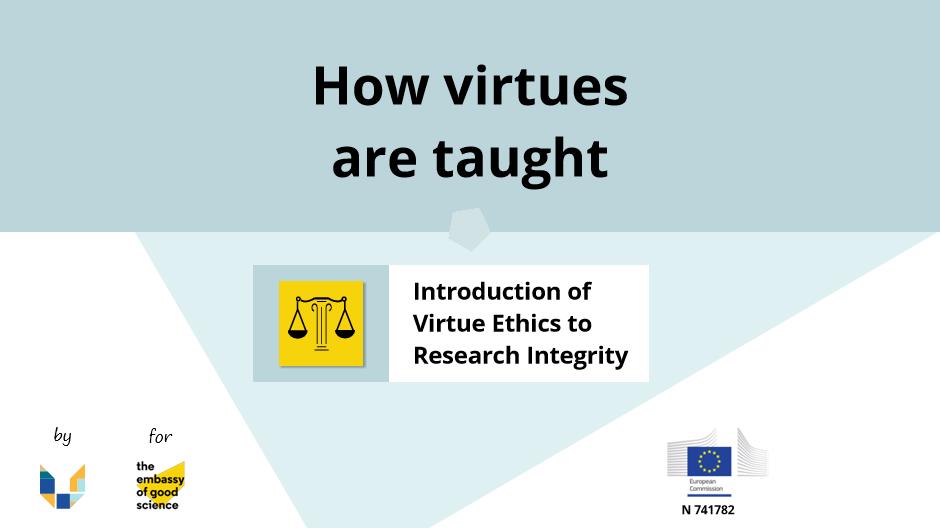 How virtues
are taught
Introduction of
Virtue Ethics to
Research Integrity
by
for
the
embassy
of good
science
European
Commission
N 741782